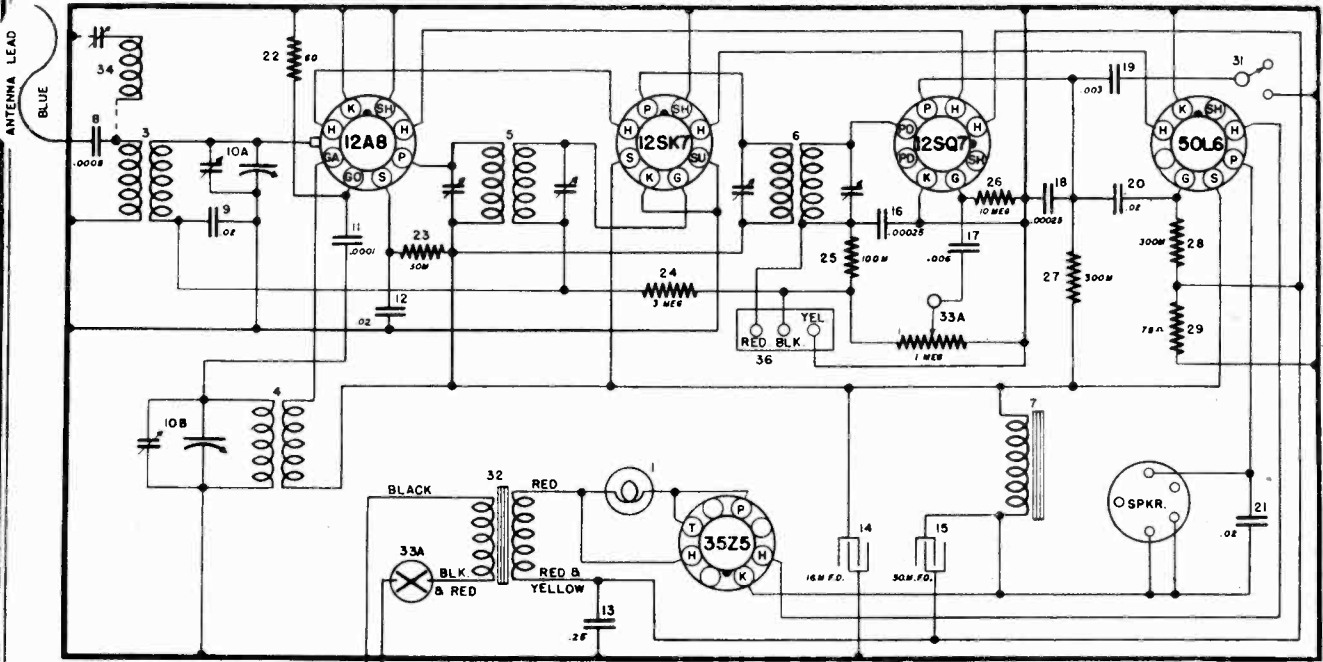 ANTENNA LEAD
BLUE
34
8
.0008
3
10A
9
.02
22
60
K SH
H H
12A8
GA P
GO S
11
.0001
23
50M
12
.02
5
P SH
H H
12SK7
S SU
K G
24
3 MEG
6
P H
PD H
12SQ7
PD SH
K G
16
.00025
25
100M
26
10 MEG
17
.006
33A
1 MEG
RED BLK. YEL
36
18
.00025
19
.003
20
.02
27
300M
31
K SH
H H
50L6
P
G S
28
300M
29
75Ω
10B
4
7
32
BLACK
RED
33A
BLK.
& RED
RED &
YELLOW
13
.25
1
P
T
35Z5
H H
K
14
16.M.F.D.
15
30.M.F.D.
SPKR.
21
.02